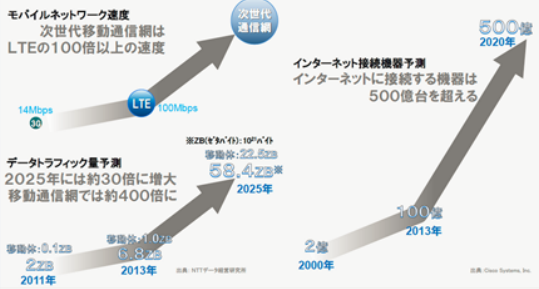 モバイルネットワーク速度
次世代移動通信網は
LTEの100倍以上の速度
次世代
通信網
14Mbps
3G
LTE
100Mbps
データトラフィック量予測
2025年には約30倍に増大
移動通信網では約400倍に
※ZB(ゼタバイト):10²¹バイト
移動体:22.5ZB
58.4ZB※
2025年
移動体:1.0ZB
6.8ZB
2013年
移動体:0.1ZB
2ZB
2011年
出典:NTTデータ経営研究所
インターネット接続機器予測
インターネットに接続する機器は
500億台を超える
500億
2020年
100億
2013年
2億
2000年
出典:Cisco Systems, Inc.